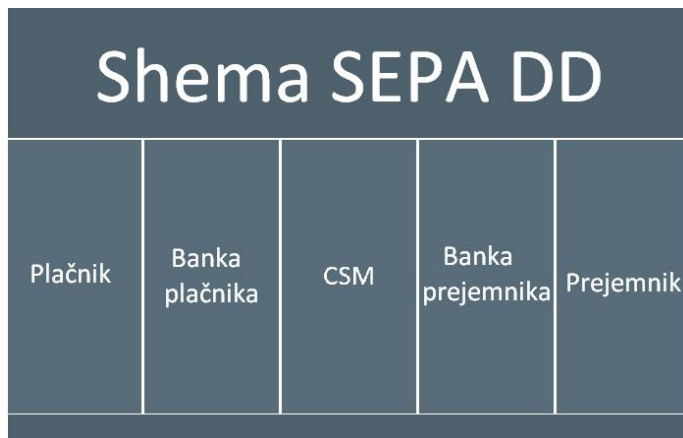 Shema SEPA DD
Plačnik
Banka
plačnika
CSM
Banka
prejemnika
Prejemnik